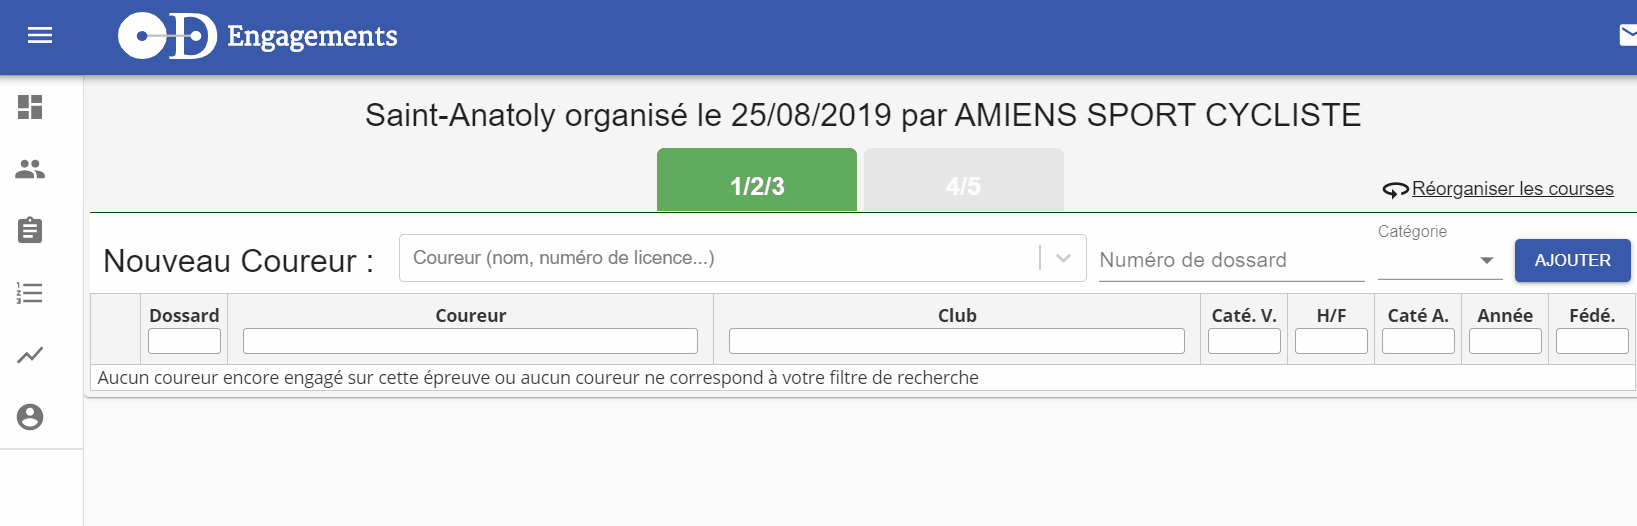 Engagements
Saint-Anatoly organisé le 25/08/2019 par AMIENS SPORT CYCLISTE
1/2/3 4/5
Réorganiser les courses
Nouveau Coureur : Coureur (nom, numéro de licence...) Numéro de dossard Catégorie AJOUTER
Dossard Coureur Club Caté. V. H/F Caté A. Année Fédé.
Aucun coureur encore engagé sur cette épreuve ou aucun coureur ne correspond à votre filtre de recherche